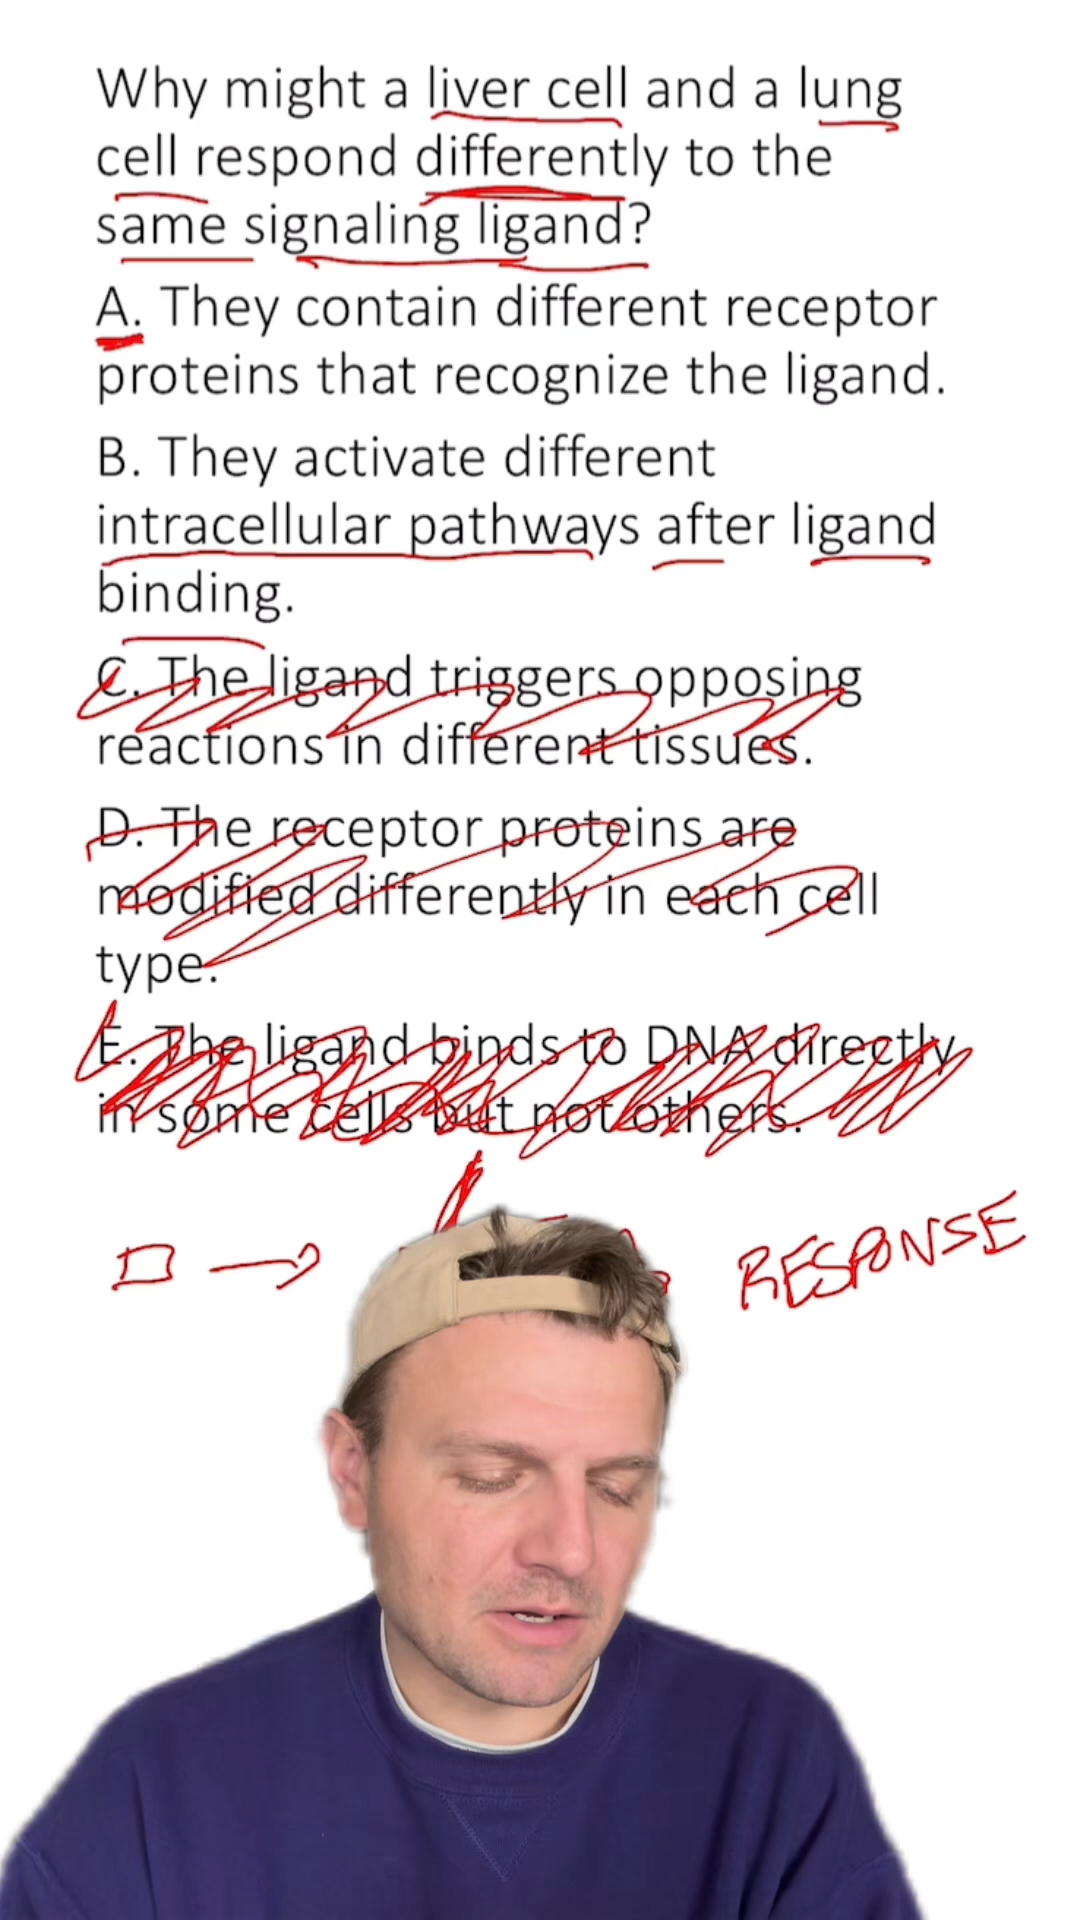 Why might a liver cell and a lung
cell respond differently to the
same signaling ligand?
A. They contain different receptor
proteins that recognize the ligand.
B. They activate different
intracellular pathways after ligand
binding.
C. The ligand triggers opposing
reactions in different tissues.
D. The receptor proteins are
modified differently in each cell
type.
E. The ligand binds to DNA directly
in some cells but not others.
RESPONSE